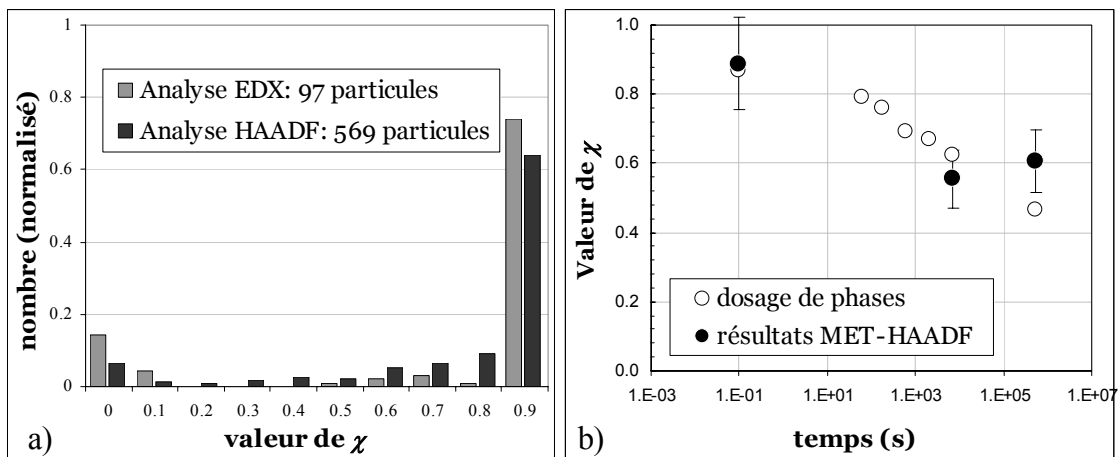 1
0.8
0.6
0.4
0.2
0
nombre (normalisé)
Analyse EDX: 97 particules
Analyse HAADF: 569 particules
0 0.1 0.2 0.3 0.4 0.5 0.6 0.7 0.8 0.9
a)
valeur de χ
1.0
0.8
0.6
0.4
0.2
0.0
Valeur de χ
dosage de phases
résultats MET-HAADF
1.E-03 1.E-01 1.E+01 1.E+03 1.E+05 1.E+07
b)
temps (s)